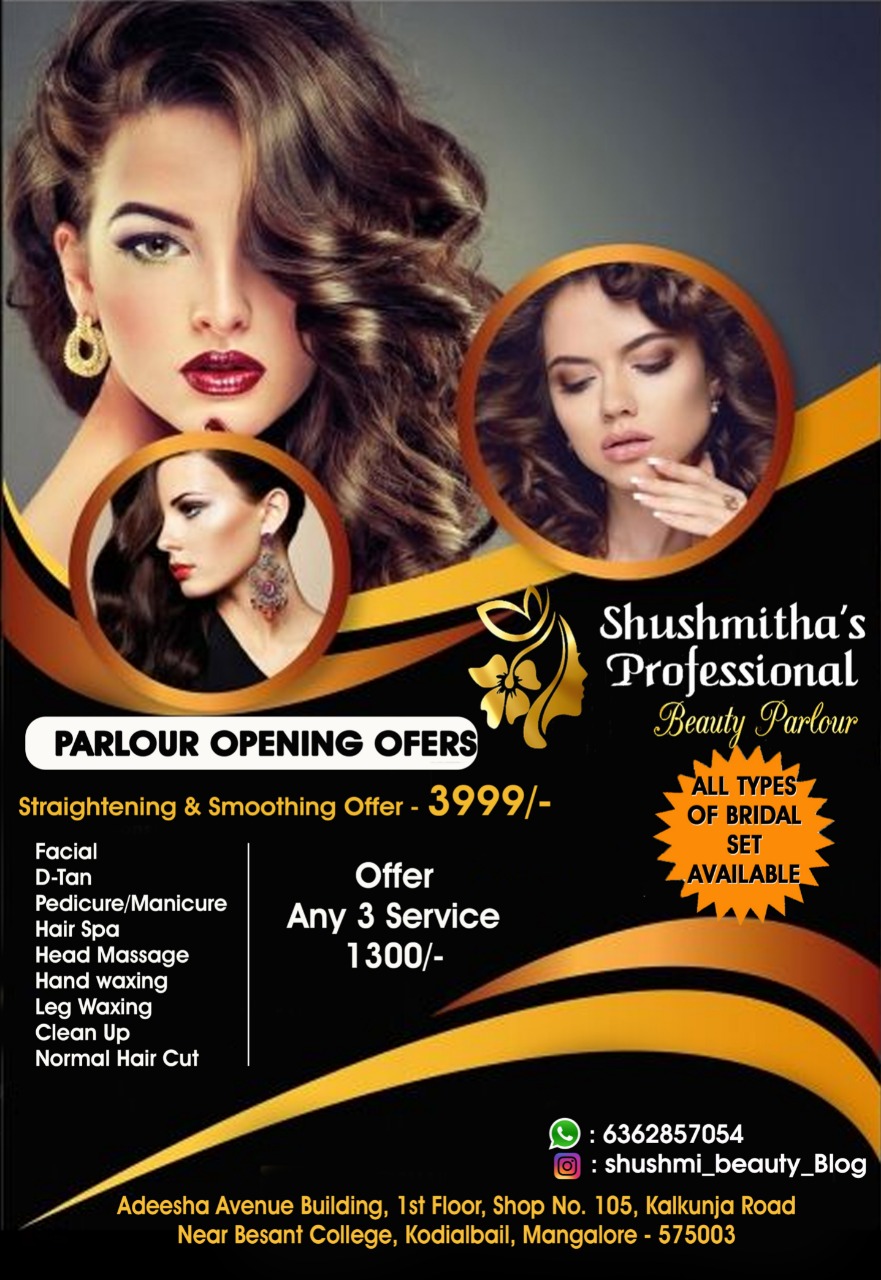 Shushmitha's
Professional
Beauty Parlour
PARLOUR OPENING OFERS
Straightening & Smoothing Offer - 3999/-
ALL TYPES
OF BRIDAL
SET
AVAILABLE
Facial
D-Tan
Pedicure/Manicure
Hair Spa
Head Massage
Hand waxing
Leg Waxing
Clean Up
Normal Hair Cut
Offer
Any 3 Service
1300/-
: 6362857054
: shushmi_beauty_Blog
Adeesha Avenue Building, 1st Floor, Shop No. 105, Kalkunja Road
Near Besant College, Kodialbail, Mangalore - 575003